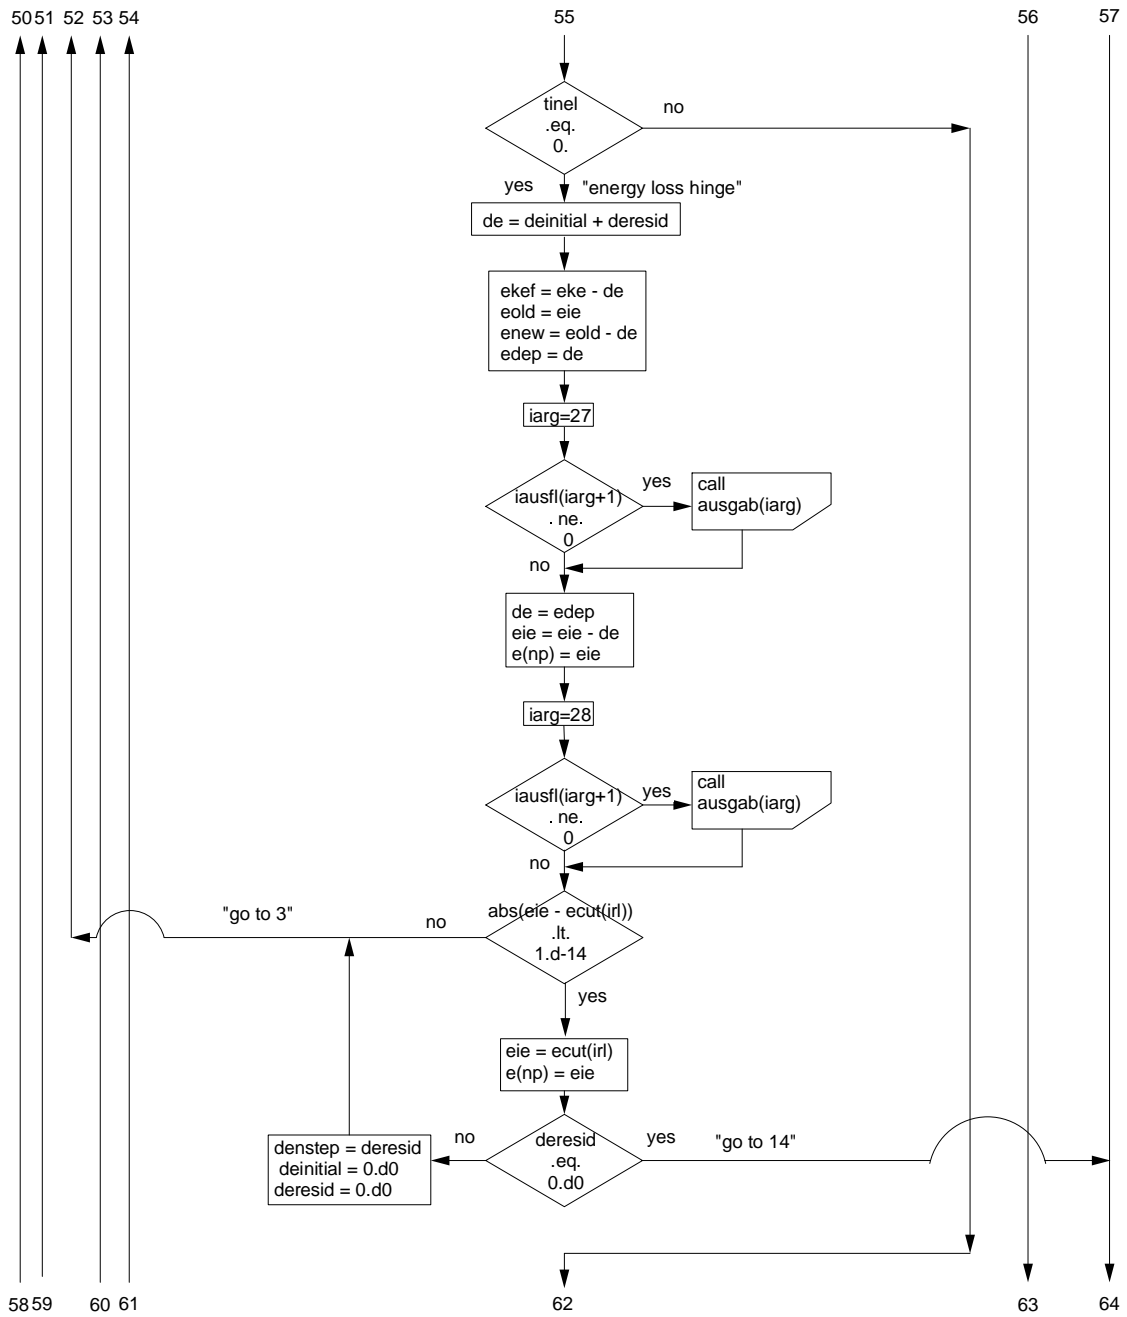 50 51 52 53 54 55 56 57
tinel
.eq.
0.
no
yes
"energy loss hinge"
de = deinitial + deresid
ekef = eke - de
eold = eie
enew = eold - de
edep = de
iarg=27
iausfl(iarg+1)
. ne.
0
yes
call
ausgab(iarg)
no
de = edep
eie = eie - de
e(np) = eie
iarg=28
iausfl(iarg+1)
. ne.
0
yes
call
ausgab(iarg)
no
abs(eie - ecut(irl))
.lt.
1.d-14
no
"go to 3"
yes
eie = ecut(irl)
e(np) = eie
deresid
.eq.
0.d0
no
yes
"go to 14"
denstep = deresid
deinitial = 0.d0
deresid = 0.d0
58 59 60 61 62 63 64